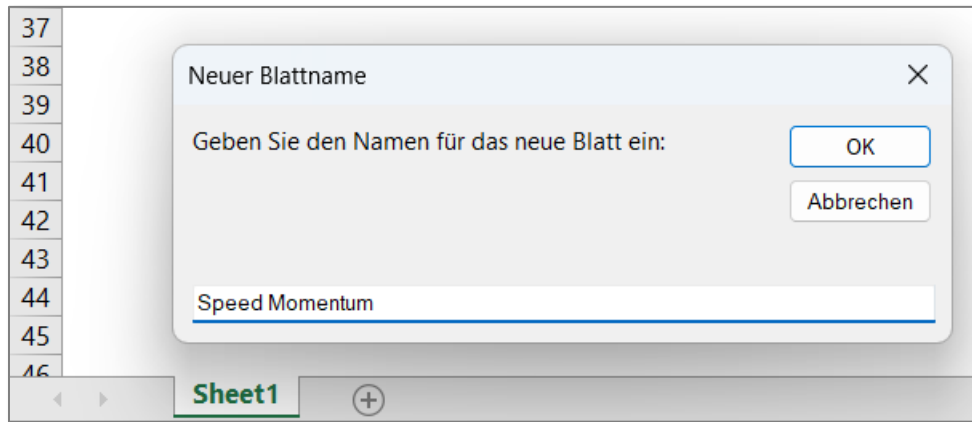 37
38
39
40
41
42
43
44
45
46
Neuer Blattname
Geben Sie den Namen für das neue Blatt ein:
OK
Abbrechen
Speed Momentum
Sheet1